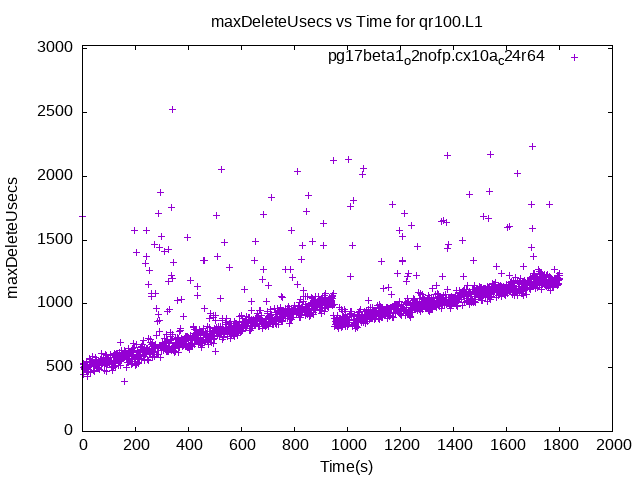 maxDeleteUsecs vs Time for qr100.L1
pg17beta1o2nofp.cx10ac24r64
3000
2500
2000
1500
1000
500
0
maxDeleteUsecs
0 200 400 600 800 1000 1200 1400 1600 1800 2000
Time(s)